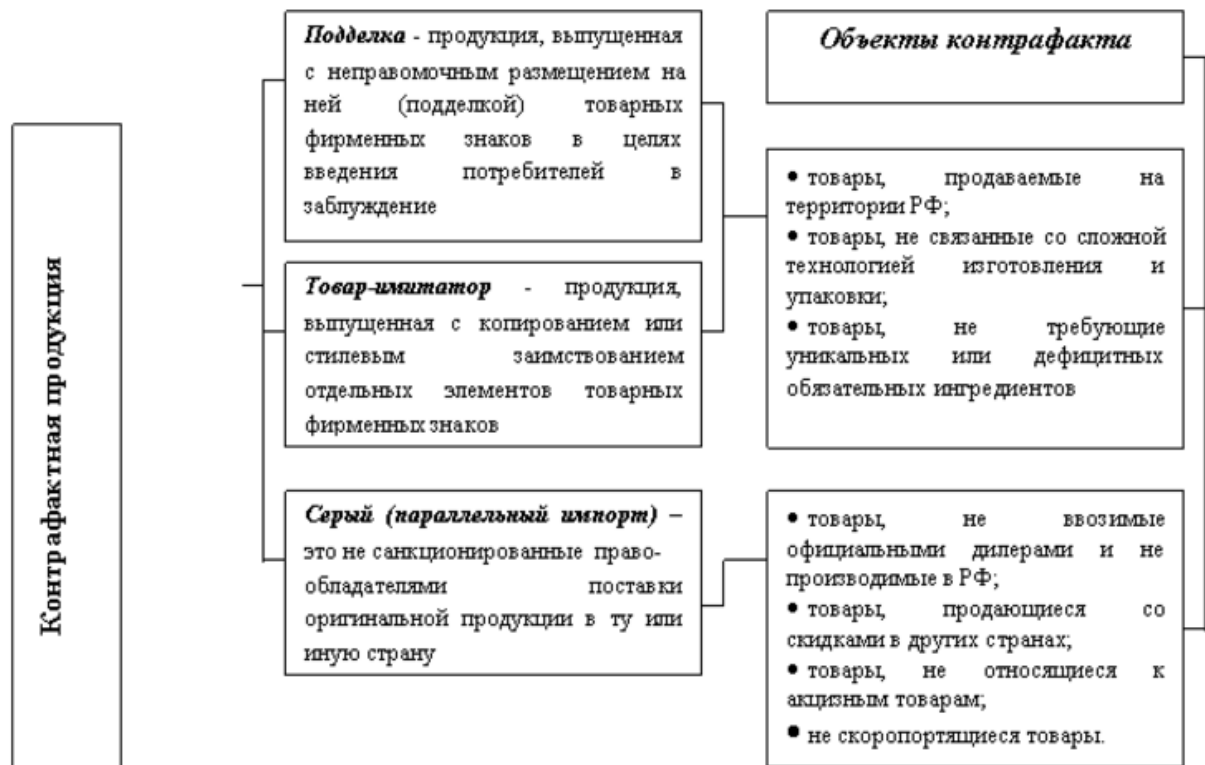 Контрафактная продукция
Подделка - продукция, выпущенная
с неправомочным размещением на
ней (подделкой) товарных
фирменных знаков в целях
введения потребителей в
заблуждение
Товар-имитатор - продукция,
выпущенная с копированием или
стилевым заимствованием
отдельных элементов товарных
фирменных знаков
Серый (параллельный импорт) –
это не санкционированные право-
обладателями поставки
оригинальной продукции в ту или
иную страну
Объекты контрафакта
• товары, продаваемые на
территории РФ;
• товары, не связанные со сложной
технологией изготовления и
упаковки;
• товары, не требующие
уникальных или дефицитных
обязательных ингредиентов
• товары, не ввозимые
официальными дилерами и не
производимые в РФ;
• товары, продающиеся со
скидками в других странах;
• товары, не относящиеся к
акцизным товарам;
• не скоропортящиеся товары.